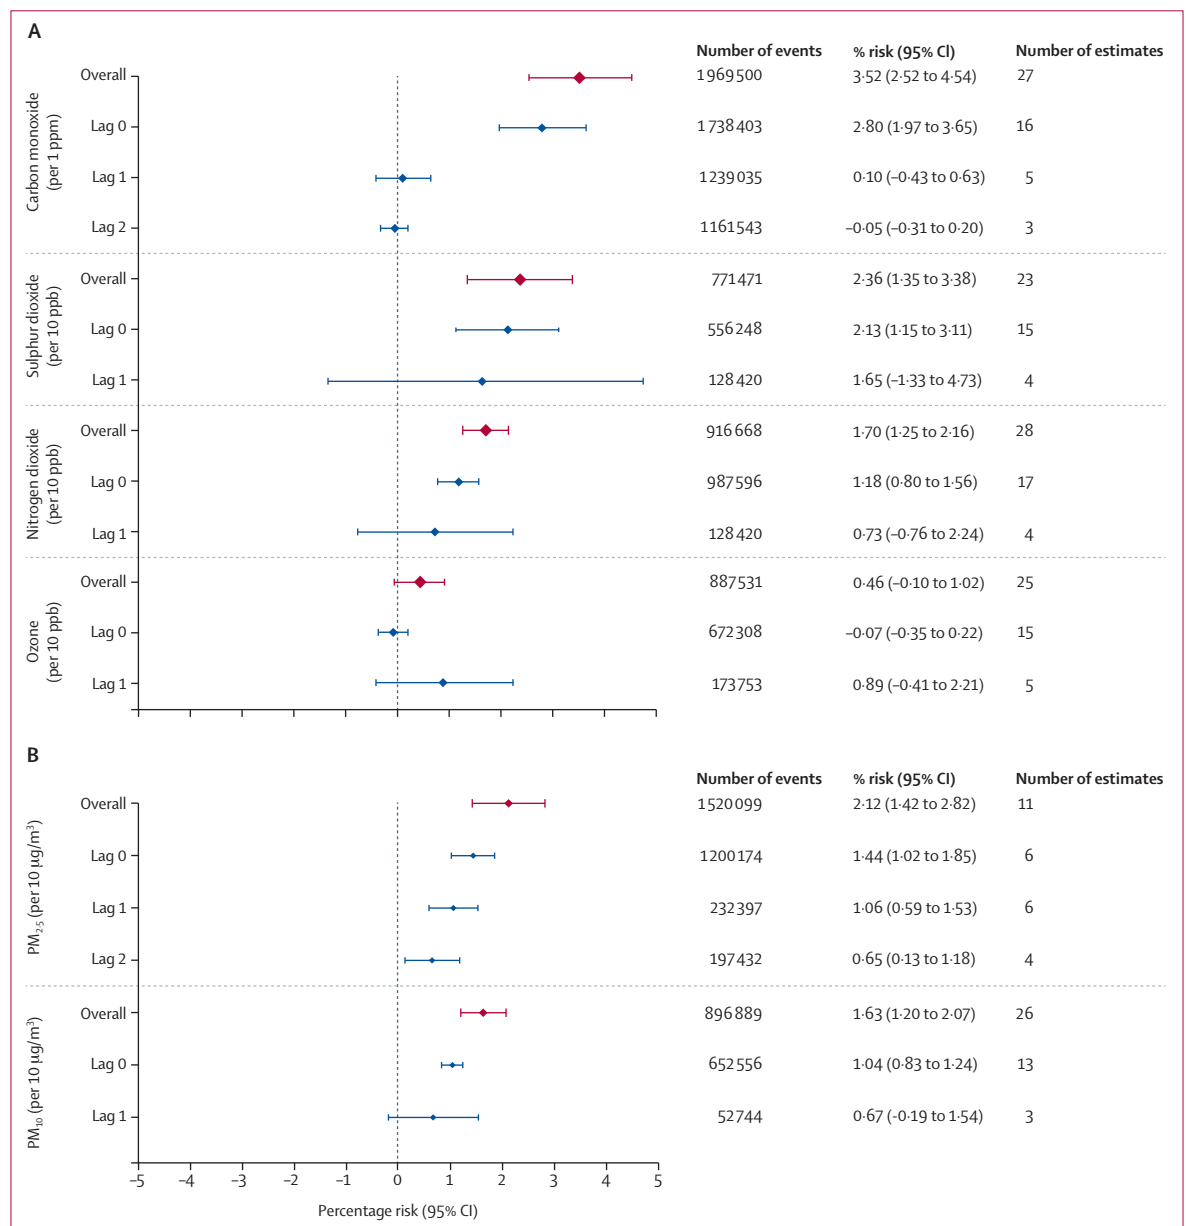 A
Number of events % risk (95% CI) Number of estimates
Carbon monoxide
(per 1 ppm)
Overall 1969500 3·52 (2·52 to 4·54) 27
Lag 0 1738403 2·80 (1·97 to 3·65) 16
Lag 1 1239035 0·10 (–0·43 to 0·63) 5
Lag 2 1161543 –0·05 (–0·31 to 0·20) 3
Sulphur dioxide
(per 10 ppb)
Overall 771471 2·36 (1·35 to 3·38) 23
Lag 0 556248 2·13 (1·15 to 3·11) 15
Lag 1 128420 1·65 (–1·33 to 4·73) 4
Nitrogen dioxide
(per 10 ppb)
Overall 916668 1·70 (1·25 to 2·16) 28
Lag 0 987596 1·18 (0·80 to 1·56) 17
Lag 1 128420 0·73 (–0·76 to 2·24) 4
Ozone
(per 10 ppb)
Overall 887531 0·46 (–0·10 to 1·02) 25
Lag 0 672308 –0·07 (–0·35 to 0·22) 15
Lag 1 173753 0·89 (–0·41 to 2·21) 5
B
Number of events % risk (95% CI) Number of estimates
PM2·5 (per 10 µg/m³)
Overall 1520099 2·12 (1·42 to 2·82) 11
Lag 0 1200174 1·44 (1·02 to 1·85) 6
Lag 1 232397 1·06 (0·59 to 1·53) 6
Lag 2 197432 0·65 (0·13 to 1·18) 4
PM10 (per 10 µg/m³)
Overall 896889 1·63 (1·20 to 2·07) 26
Lag 0 652556 1·04 (0·83 to 1·24) 13
Lag 1 52744 0·67 (-0·19 to 1·54) 3
–5 –4 –3 –2 –1 0 1 2 3 4 5
Percentage risk (95% CI)